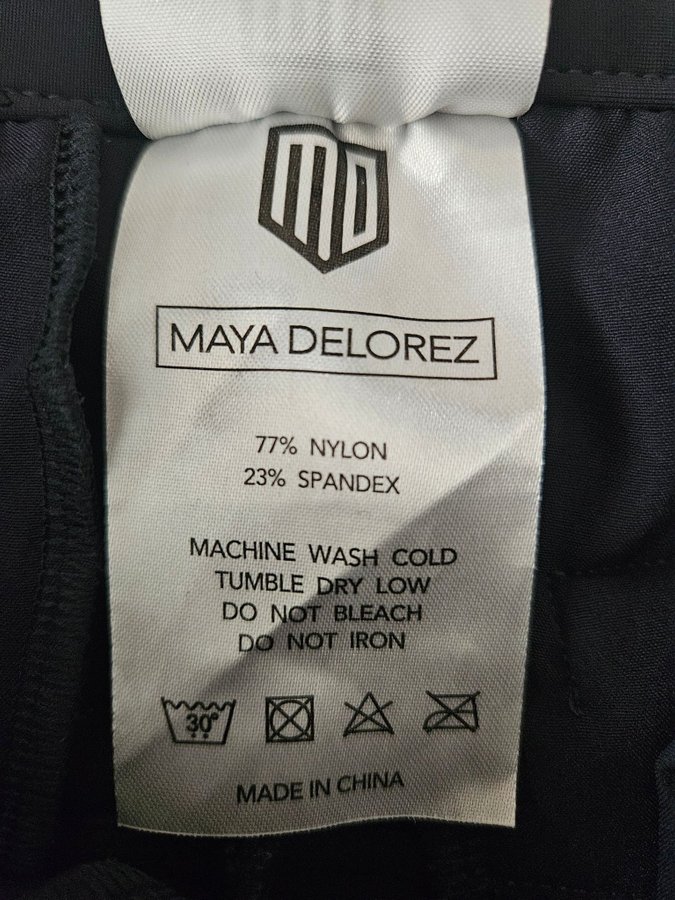 MD
MAYA DELOREZ
77% NYLON
23% SPANDEX
MACHINE WASH COLD
TUMBLE DRY LOW
DO NOT BLEACH
DO NOT IRON
30°
MADE IN CHINA